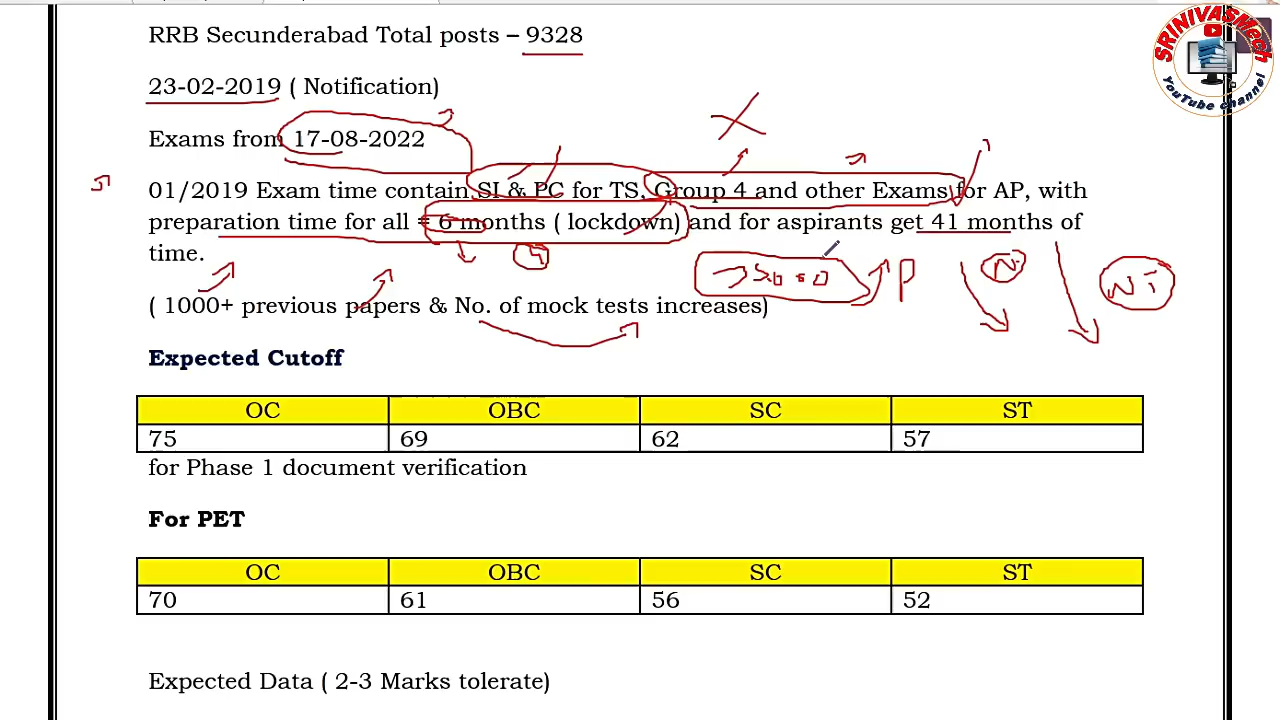 RRB Secunderabad Total posts – 9328
23-02-2019 ( Notification)
Exams from 17-08-2022
01/2019 Exam time contain SI & PC for TS, Group 4 and other Exams for AP, with
preparation time for all = 6 months ( lockdown) and for aspirants get 41 months of
time.
( 1000+ previous papers & No. of mock tests increases)
P
Expected Cutoff
OC OBC SC ST
75 69 62 57
for Phase 1 document verification
For PET
OC OBC SC ST
70 61 56 52
Expected Data ( 2-3 Marks tolerate)
SRINIVASMech
YouTube channel